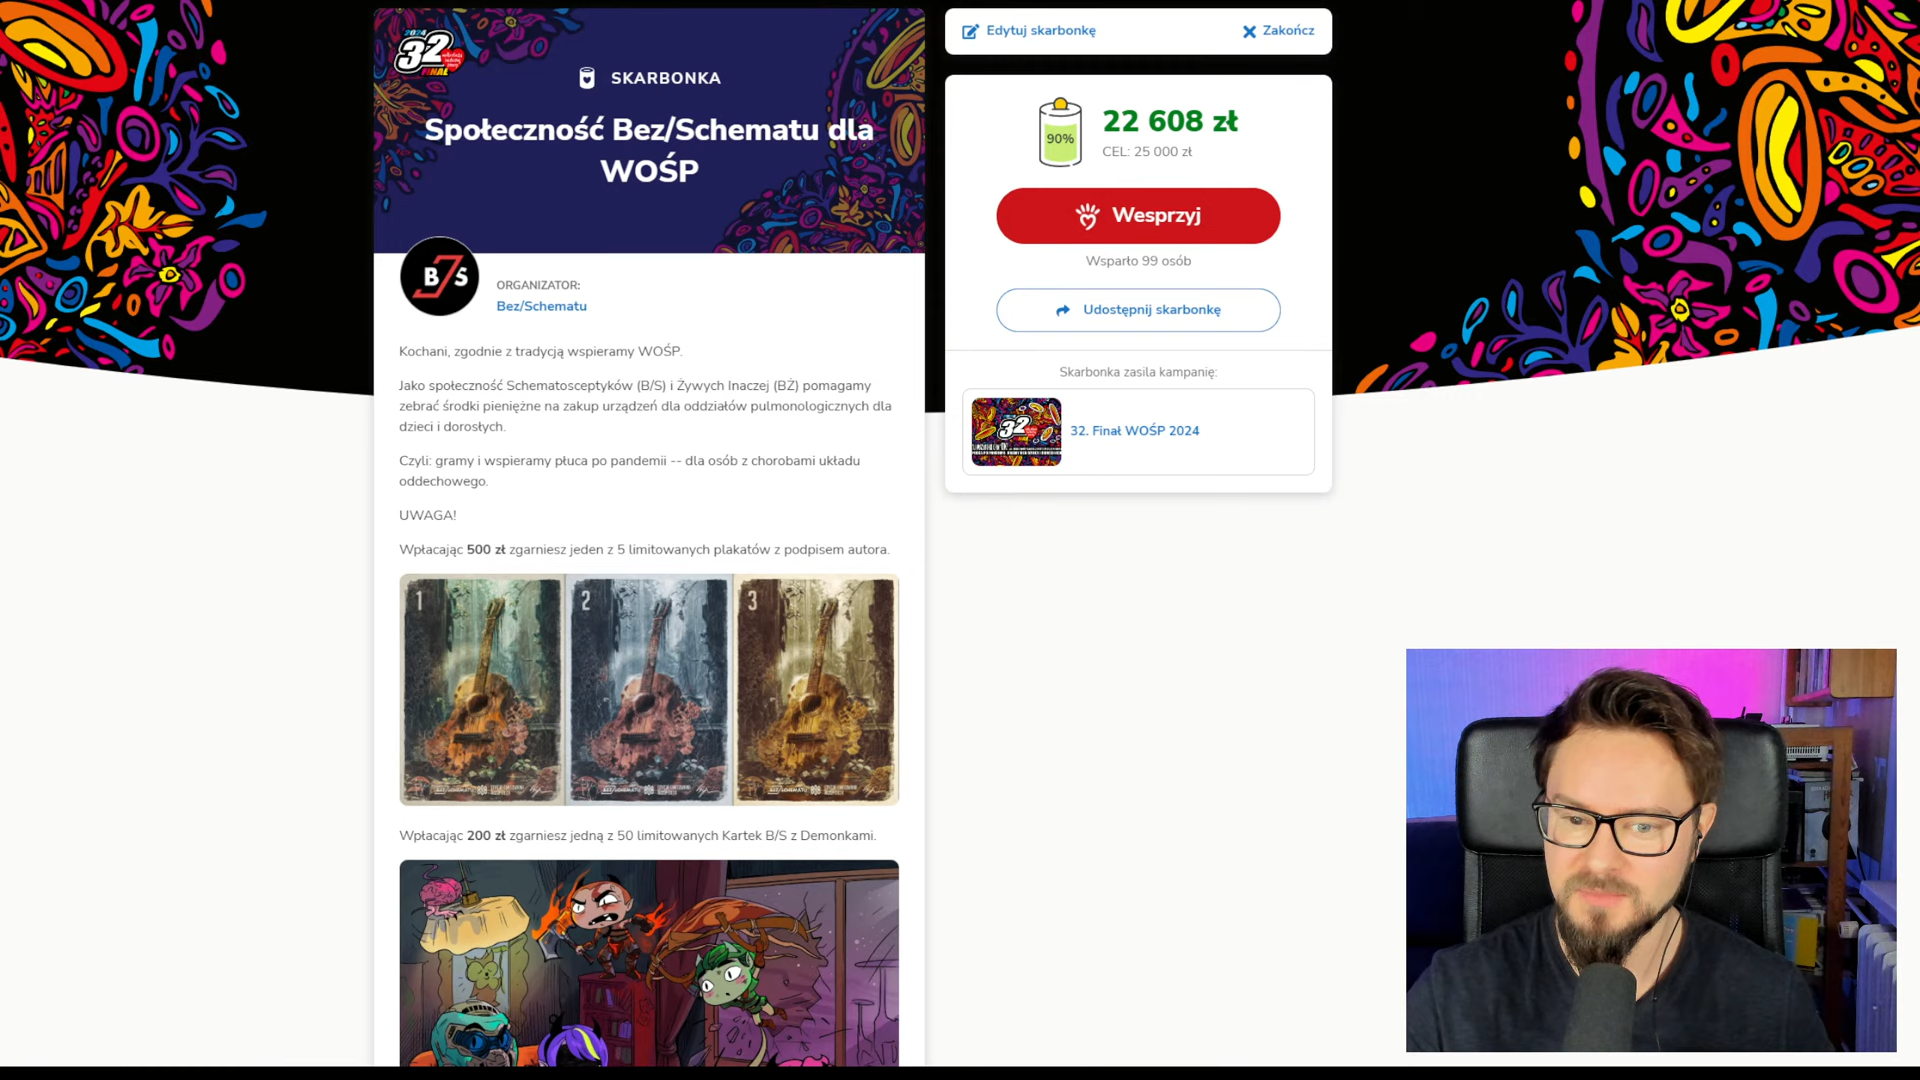 2024
32
FINAŁ
SKARBONKA
Społeczność Bez/Schematu dla
WOŚP
B/S
ORGANIZATOR:
Bez/Schematu
Kochani, zgodnie z tradycją wspieramy WOŚP.
Jako społeczność Schematosceptyków (B/S) i Żywych Inaczej (BŻ) pomagamy
zebrać środki pieniężne na zakup urządzeń dla oddziałów pulmonologicznych dla
dzieci i dorosłych.
Czyli: gramy i wspieramy płuca po pandemii -- dla osób z chorobami układu
oddechowego.
UWAGA!
Wpłacając 500 zł zgarniesz jeden z 5 limitowanych plakatów z podpisem autora.
1
2
3
Wpłacając 200 zł zgarniesz jedną z 50 limitowanych Kartek B/S z Demonkami.
Edytuj skarbonkę
Zakończ
90%
22 608 zł
CEL: 25 000 zł
Wesprzyj
Wsparło 99 osób
Udostępnij skarbonkę
Skarbonka zasila kampanię:
32
32. Finał WOŚP 2024